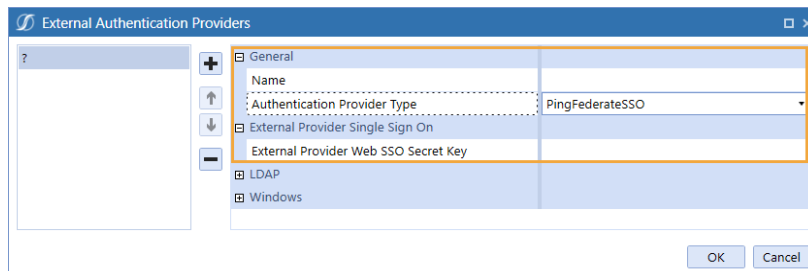 External Authentication Providers
?
General
Name
Authentication Provider Type PingFederateSSO
External Provider Single Sign On
External Provider Web SSO Secret Key
LDAP
Windows
OK Cancel